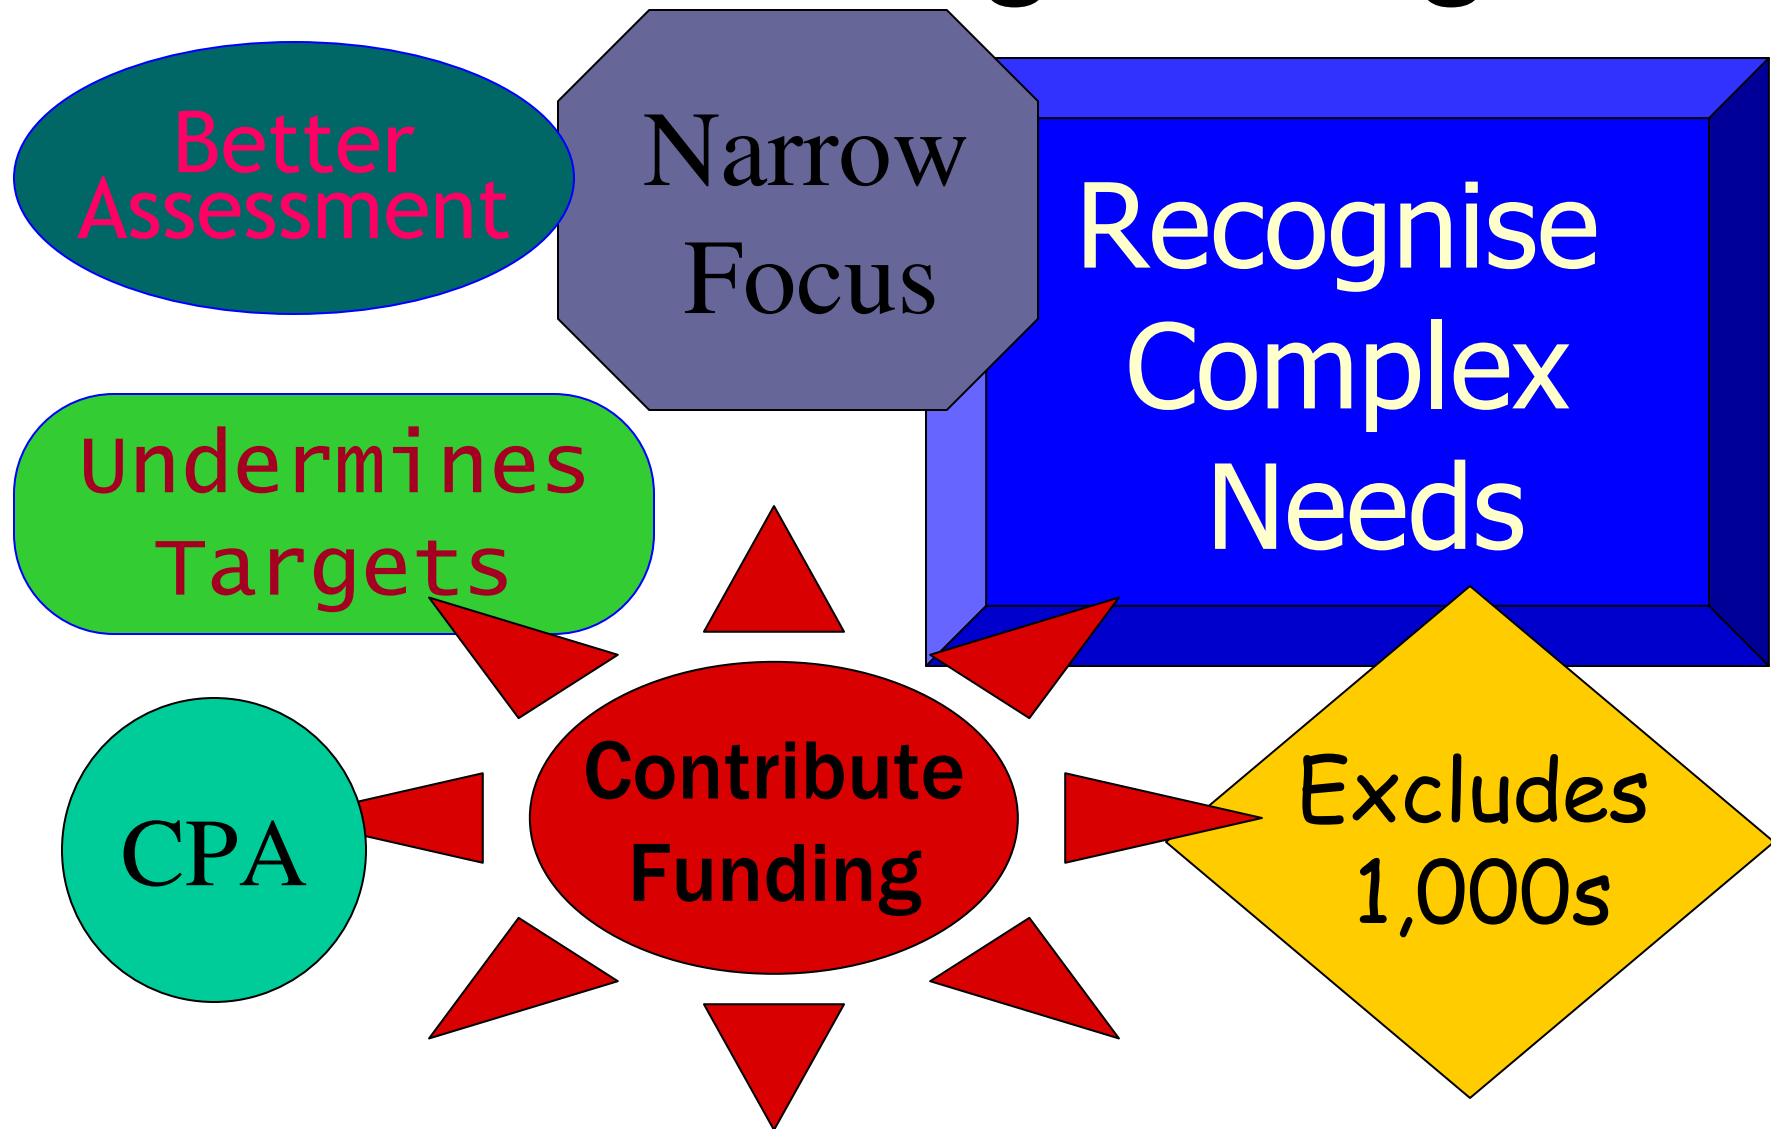 Better
Assessment
Narrow
Focus
Recognise
Complex
Needs
Undermines
Targets
Contribute
Funding
CPA
Excludes
1,000s